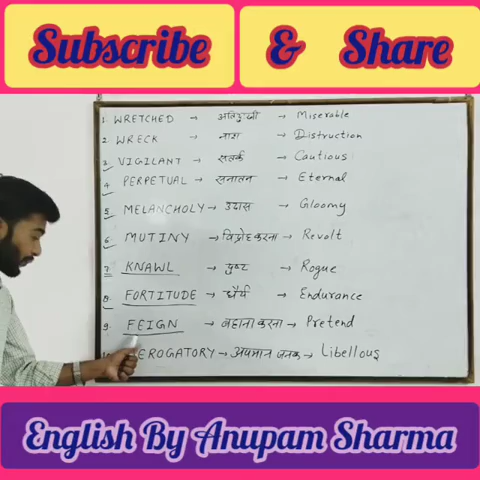 Subscribe & Share
1. WRETCHED → अतिदुःखी → Miserable
2. WRECK → नाश → Distruction
3. VIGILANT → सतर्क → Cautious
4. PERPETUAL → सनातन → Eternal
5. MELANCHOLY → उदास → Gloomy
6. MUTINY → विद्रोह करना → Revolt
7. KNAWL → दुष्ट → Rogue
8. FORTITUDE → धैर्य → Endurance
9. FEIGN → बहाना करना → Pretend
EROGATORY → अपमान जनक → Libellous
English By Anupam Sharma